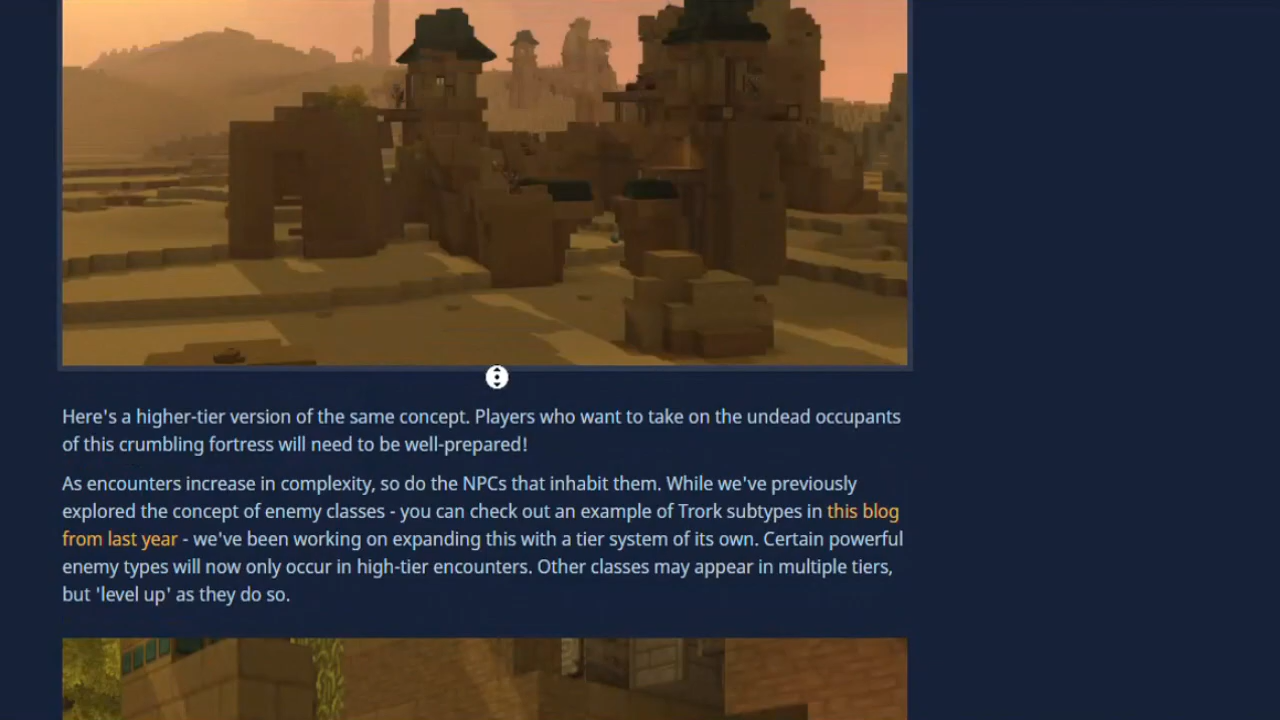 Here's a higher-tier version of the same concept. Players who want to take on the undead occupants
of this crumbling fortress will need to be well-prepared!
As encounters increase in complexity, so do the NPCs that inhabit them. While we've previously
explored the concept of enemy classes - you can check out an example of Trork subtypes in this blog
from last year - we've been working on expanding this with a tier system of its own. Certain powerful
enemy types will now only occur in high-tier encounters. Other classes may appear in multiple tiers,
but 'level up' as they do so.